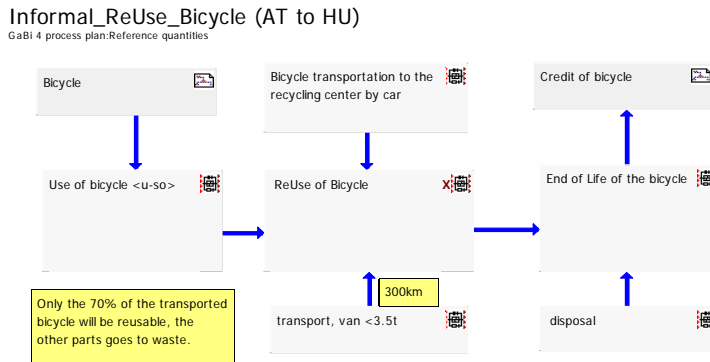 Informal_ReUse_Bicycle (AT to HU)
GaBi 4 process plan:Reference quantities
Bicycle
Bicycle transportation to the
recycling center by car
Credit of bicycle
Use of bicycle <u-so>
ReUse of Bicycle
X
End of Life of the bicycle
300km
Only the 70% of the transported
bicycle will be reusable, the
other parts goes to waste.
transport, van <3.5t
disposal